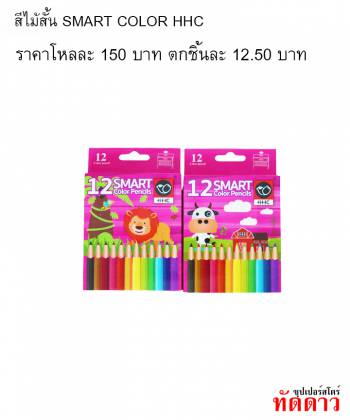 สีไม้สั้น SMART COLOR HHC
ราคาโหลละ 150 บาท ตกชิ้นละ 12.50 บาท
12
12 SMART
Color Pencils
HHC
12
12 SMART
Color Pencils
HHC
ซุปเปอร์สโตร์
ทัดดาว